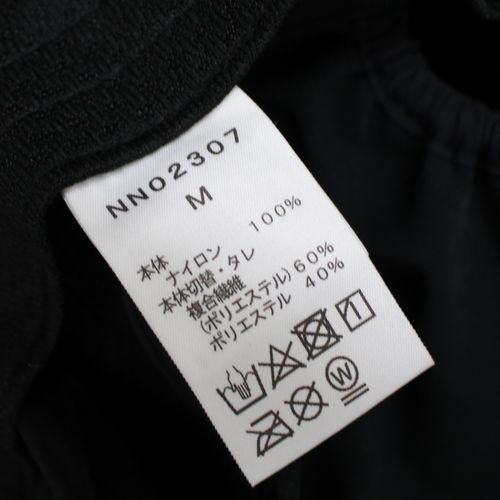 NN02307
M
本体
ナイロン 100%
本体切替・タレ
複合繊維
(ポリエステル) 60%
ポリエステル 40%
W